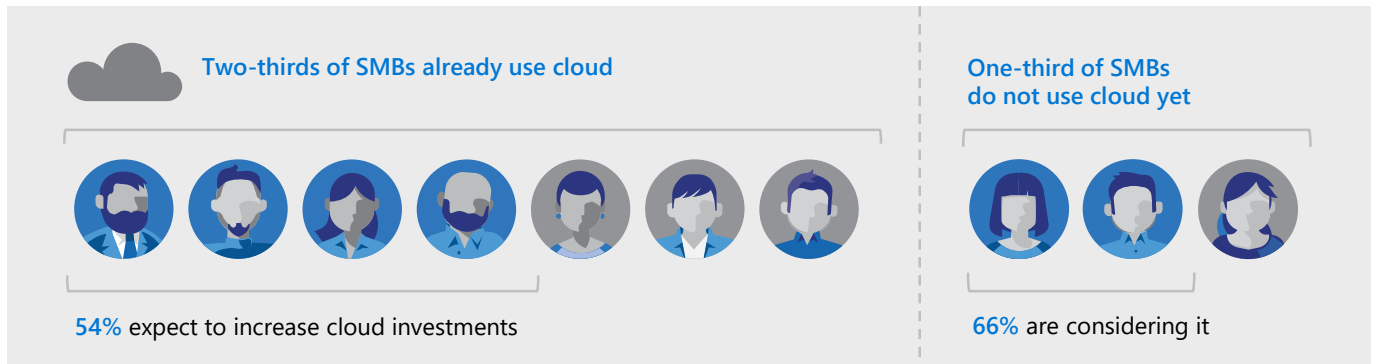 Two-thirds of SMBs already use cloud
54% expect to increase cloud investments
One-third of SMBs
do not use cloud yet
66% are considering it